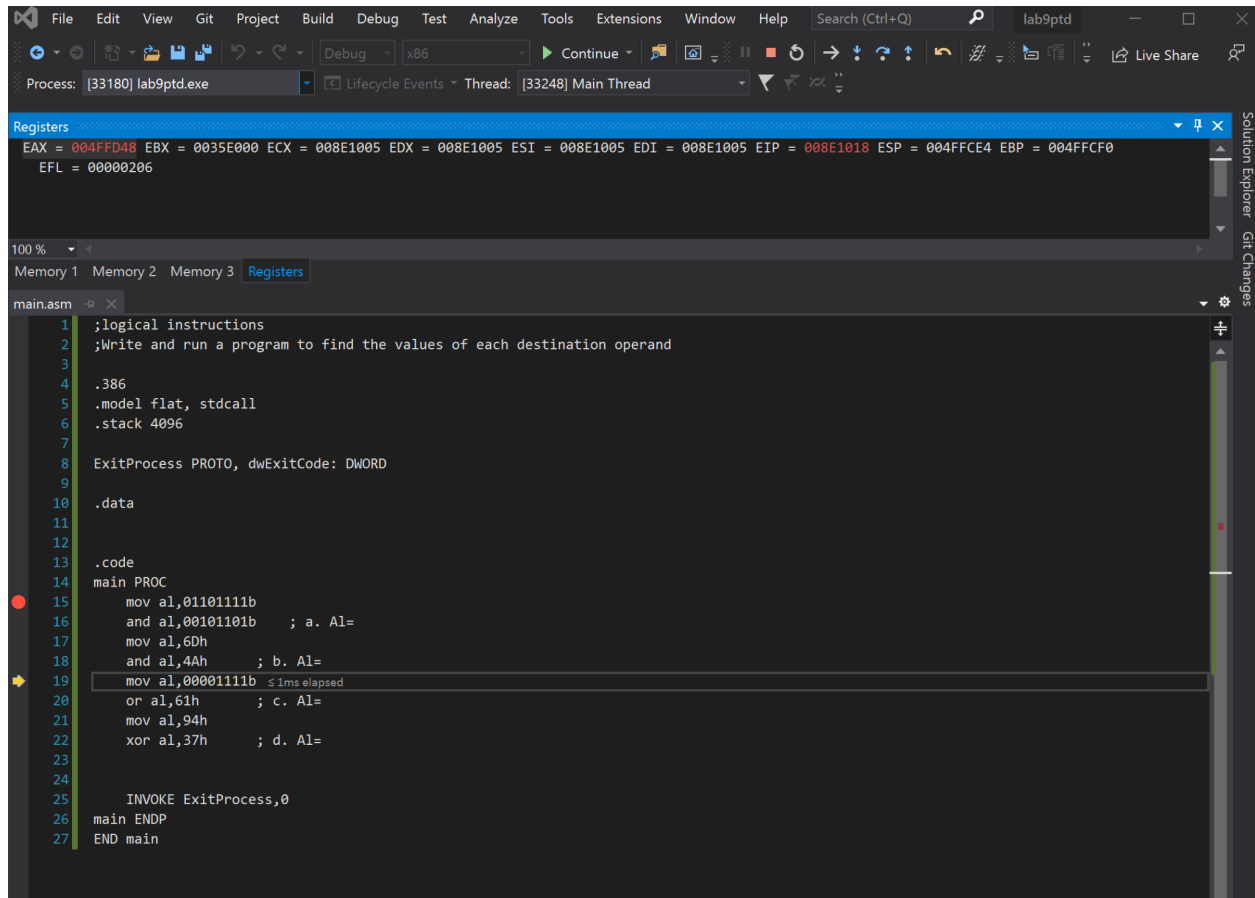 File Edit View Git Project Build Debug Test Analyze Tools Extensions Window Help Search (Ctrl+Q) lab9ptd
Debug x86 Continue Live Share
Process: [33180] lab9ptd.exe Lifecycle Events Thread: [33248] Main Thread
Registers
EAX = 004FFD48 EBX = 0035E000 ECX = 008E1005 EDX = 008E1005 ESI = 008E1005 EDI = 008E1005 EIP = 008E1018 ESP = 004FFCE4 EBP = 004FFCF0
EFL = 00000206
100 %
Memory 1 Memory 2 Memory 3 Registers
main.asm
1 ;logical instructions
2 ;Write and run a program to find the values of each destination operand
3
4 .386
5 .model flat, stdcall
6 .stack 4096
7
8 ExitProcess PROTO, dwExitCode: DWORD
9
10 .data
11
12
13 .code
14 main PROC
15 mov al,01101111b
16 and al,00101101b ; a. Al=
17 mov al,6Dh
18 and al,4Ah ; b. Al=
19 mov al,00001111b ≤ 1ms elapsed
20 or al,61h ; c. Al=
21 mov al,94h
22 xor al,37h ; d. Al=
23
24
25 INVOKE ExitProcess,0
26 main ENDP
27 END main
Solution Explorer
Git Changes